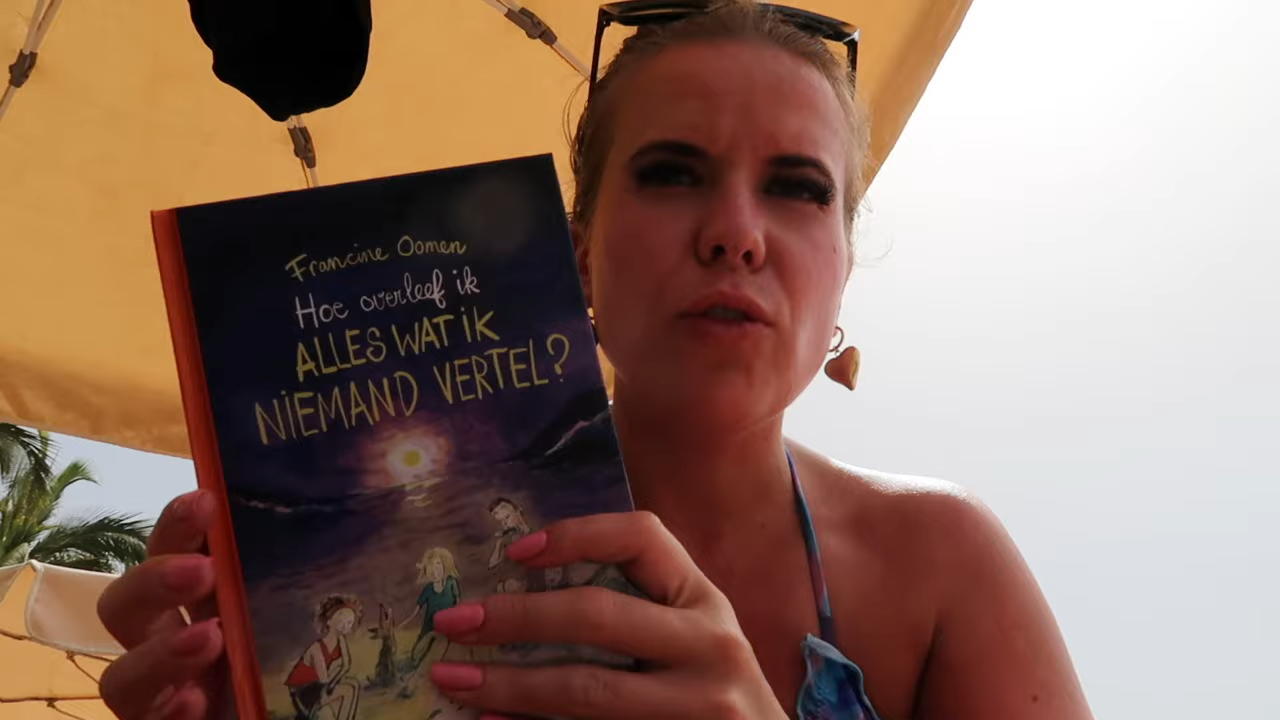 Francine Oomen
Hoe overleef ik
ALLES WAT iK
NiEMAND VERTEL?